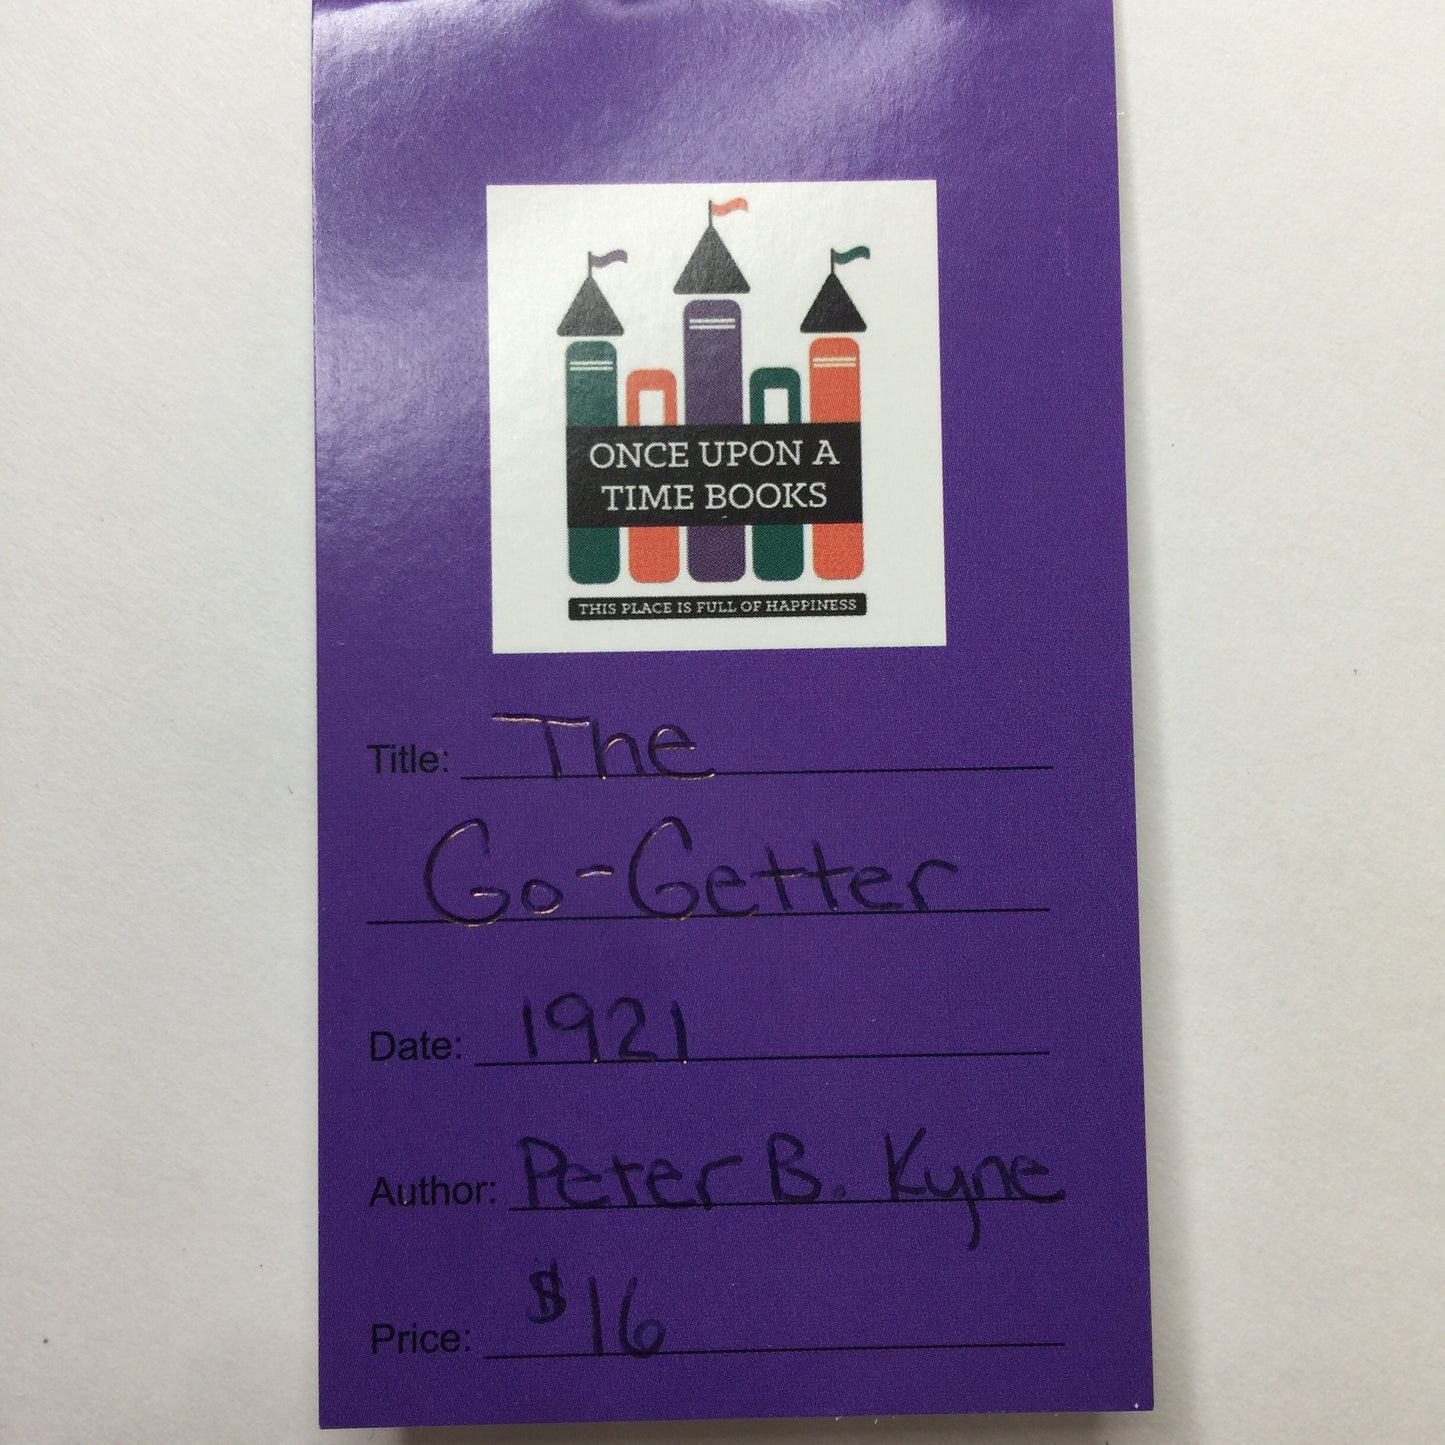 ONCE UPON A
TIME BOOKS
THIS PLACE IS FULL OF HAPPINESS
Title: The
Go-Getter
Date: 1921
Author: Peter B. Kyne
Price: $16